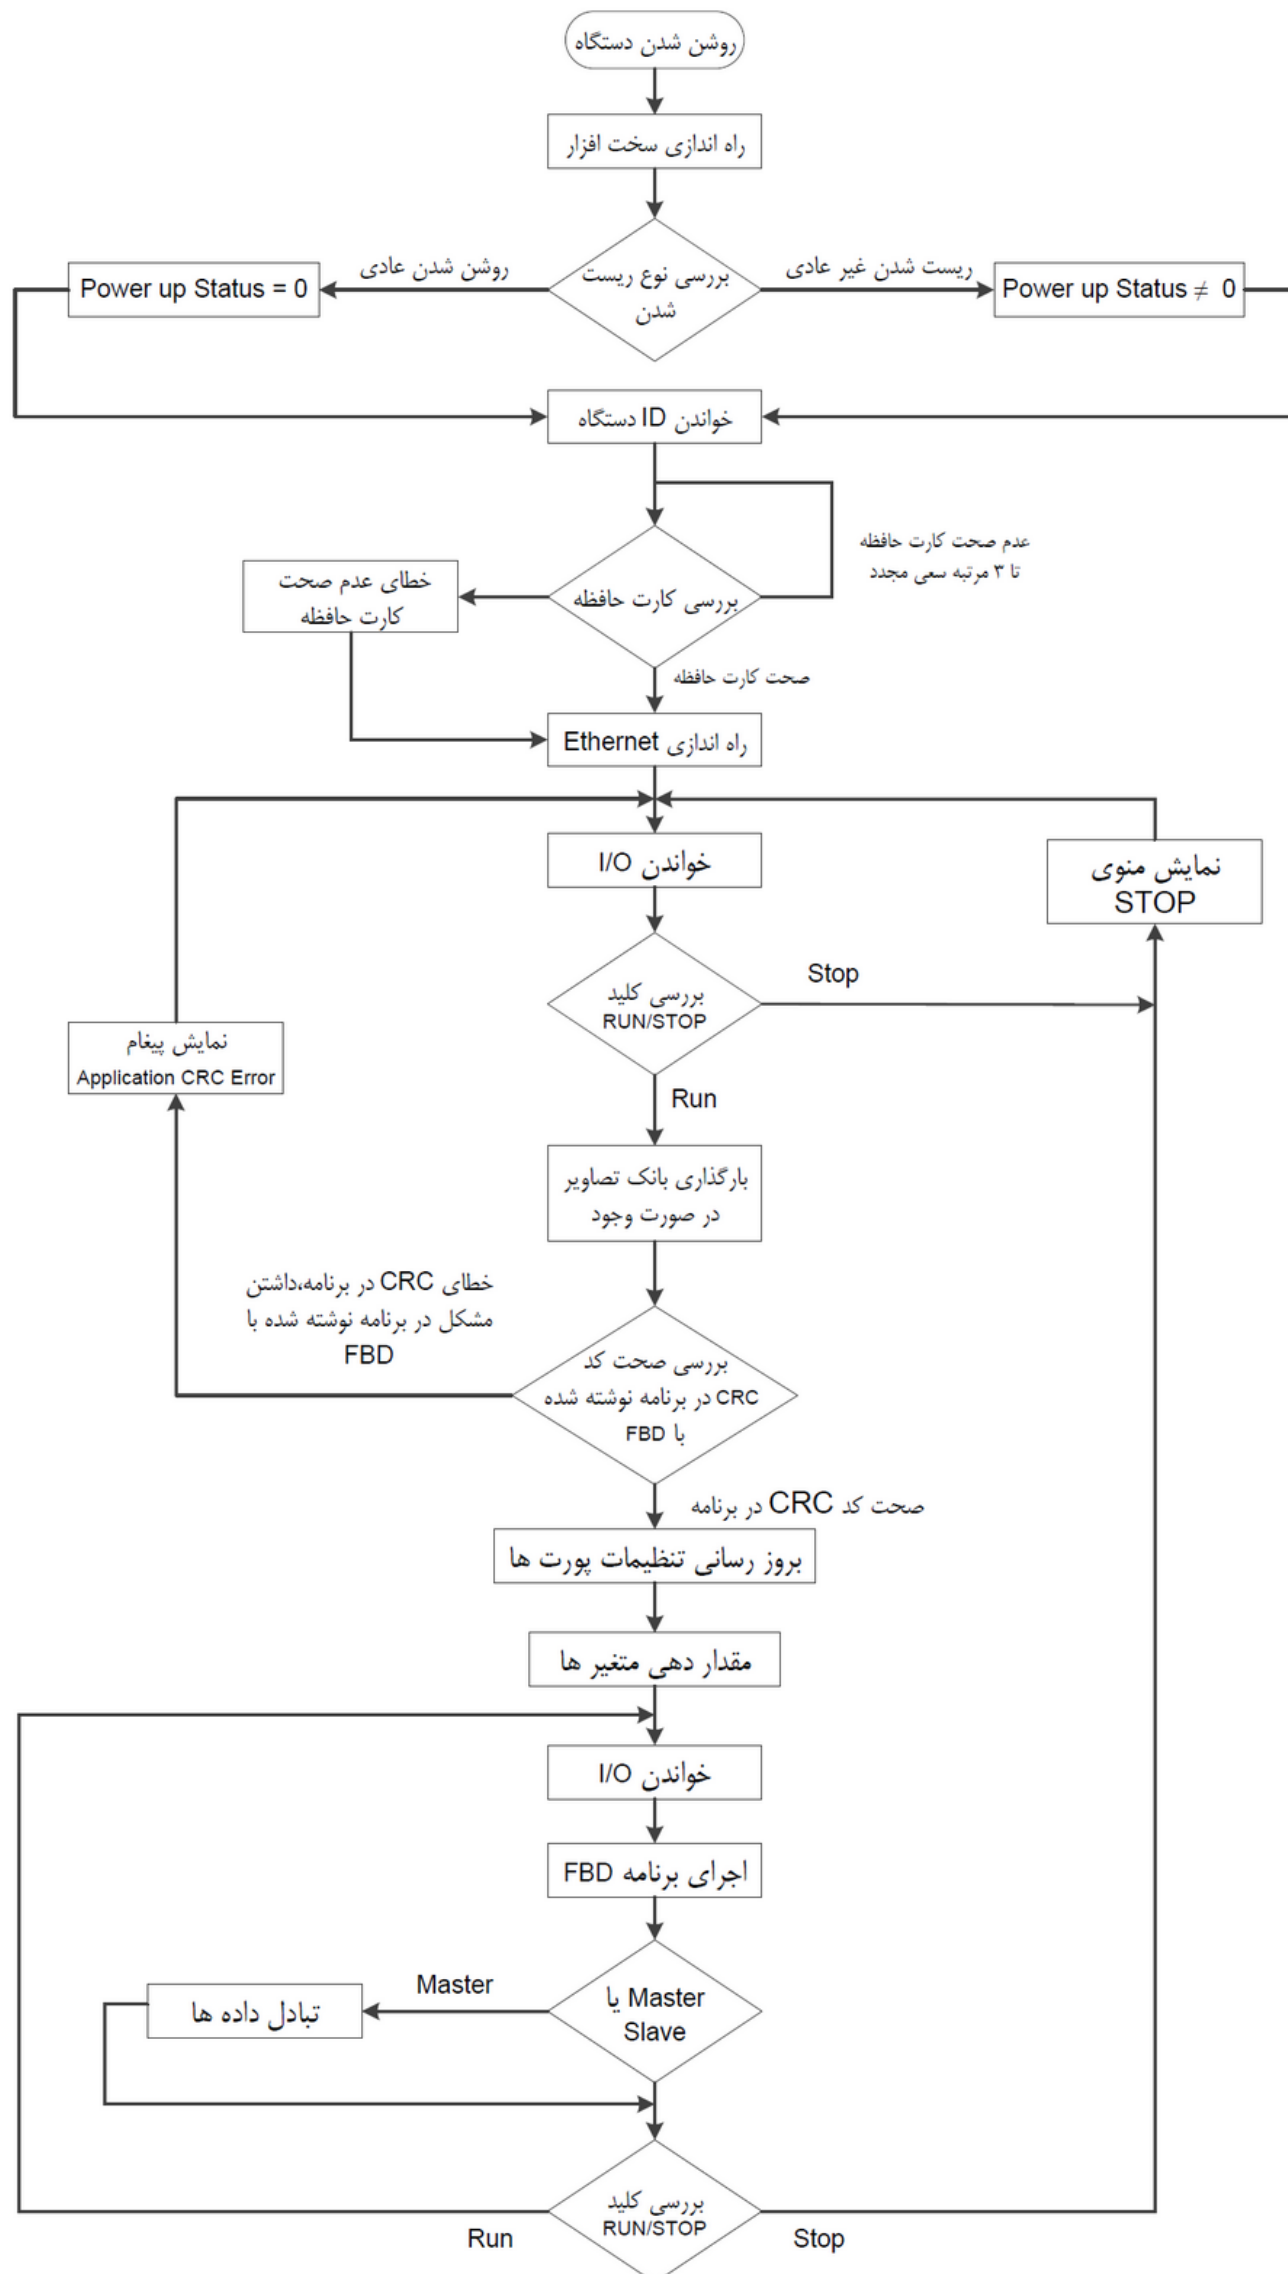 روشن شدن دستگاه
راه اندازی سخت افزار
بررسی نوع ریست
شدن
روشن شدن عادی
Power up Status = 0
ریست شدن غیر عادی
Power up Status ≠ 0
خواندن ID دستگاه
عدم صحت کارت حافظه
تا ۳ مرتبه سعی مجدد
بررسی کارت حافظه
خطای عدم صحت
کارت حافظه
صحت کارت حافظه
راه اندازی Ethernet
خواندن I/O
نمایش منوی
STOP
بررسی کلید
RUN/STOP
Stop
Run
نمایش پیغام
Application CRC Error
بارگذاری بانک تصاویر
در صورت وجود
خطای CRC در برنامه،داشتن
مشکل در برنامه نوشته شده با
FBD
بررسی صحت کد
CRC در برنامه نوشته شده
با FBD
صحت کد CRC در برنامه
بروز رسانی تنظیمات پورت ها
مقدار دهی متغیر ها
خواندن I/O
اجرای برنامه FBD
Master یا
Slave
Master
تبادل داده ها
بررسی کلید
RUN/STOP
Run
Stop